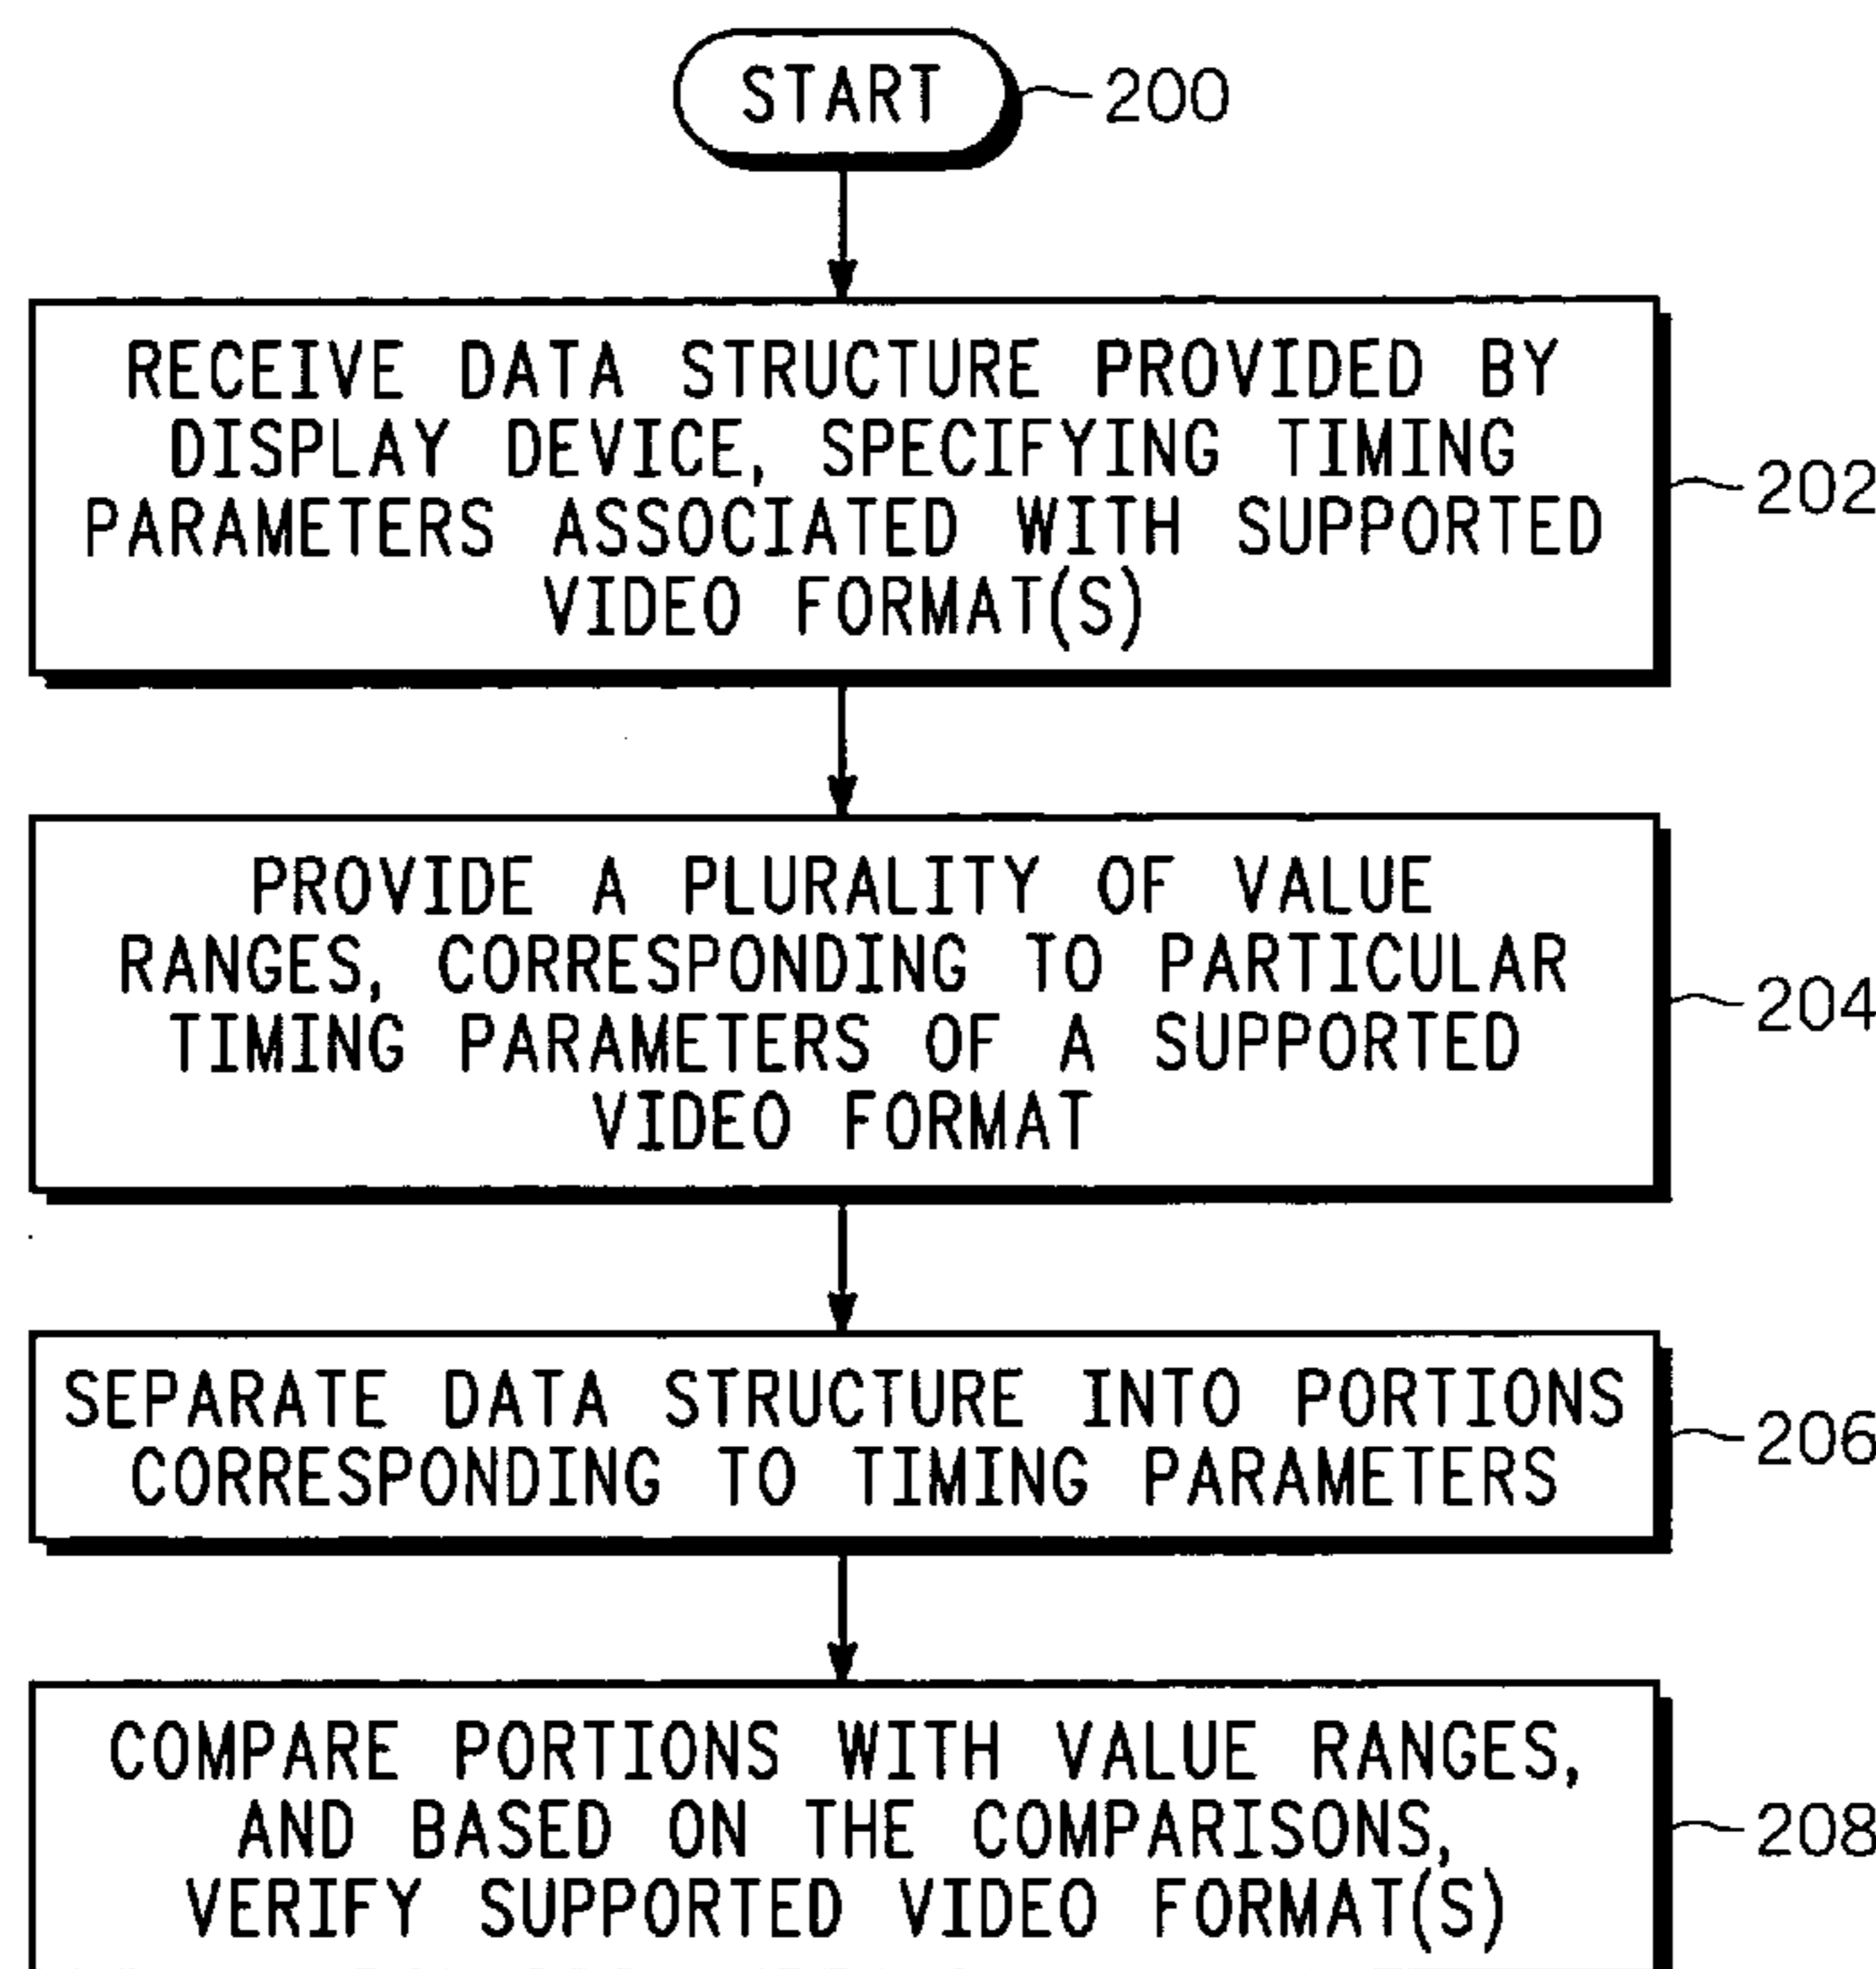 START
200
RECEIVE DATA STRUCTURE PROVIDED BY
DISPLAY DEVICE, SPECIFYING TIMING
PARAMETERS ASSOCIATED WITH SUPPORTED
VIDEO FORMAT(S)
202
PROVIDE A PLURALITY OF VALUE
RANGES, CORRESPONDING TO PARTICULAR
TIMING PARAMETERS OF A SUPPORTED
VIDEO FORMAT
204
SEPARATE DATA STRUCTURE INTO PORTIONS
CORRESPONDING TO TIMING PARAMETERS
206
COMPARE PORTIONS WITH VALUE RANGES,
AND BASED ON THE COMPARISONS,
VERIFY SUPPORTED VIDEO FORMAT(S)
208